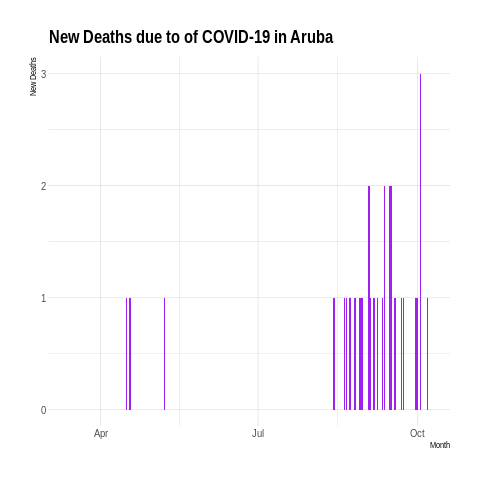 New Deaths due to of COVID-19 in Aruba
New Deaths
3
2
1
0
Apr Jul Oct
Month